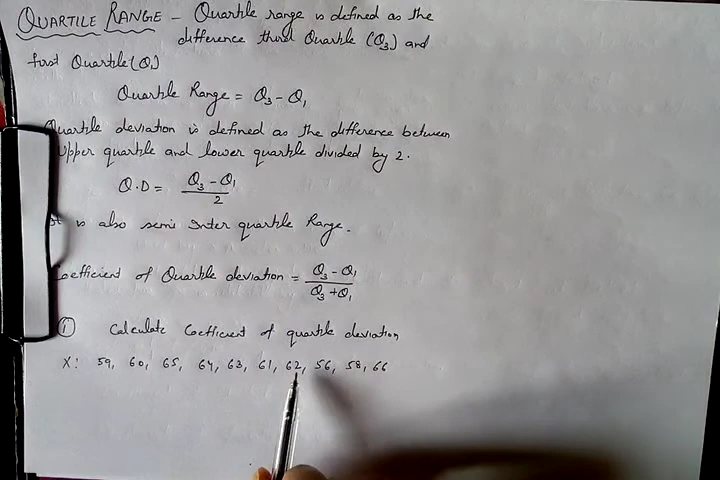 QUARTILE RANGE - Quartile range is defined as the
difference third Quartile (Q₃) and
first Quartile (Q₁)
Quartile Range = Q₃ - Q₁
Quartile deviation is defined as the difference between
Upper quartile and lower quartile divided by 2.
Q.D = (Q₃ - Q₁)/2
It is also semi Inter quartile Range.
Coefficient of Quartile deviation = (Q₃ - Q₁)/(Q₃ + Q₁)
① Calculate Coefficient of quartile deviation
X: 59, 60, 65, 64, 63, 61, 62, 56, 58, 66